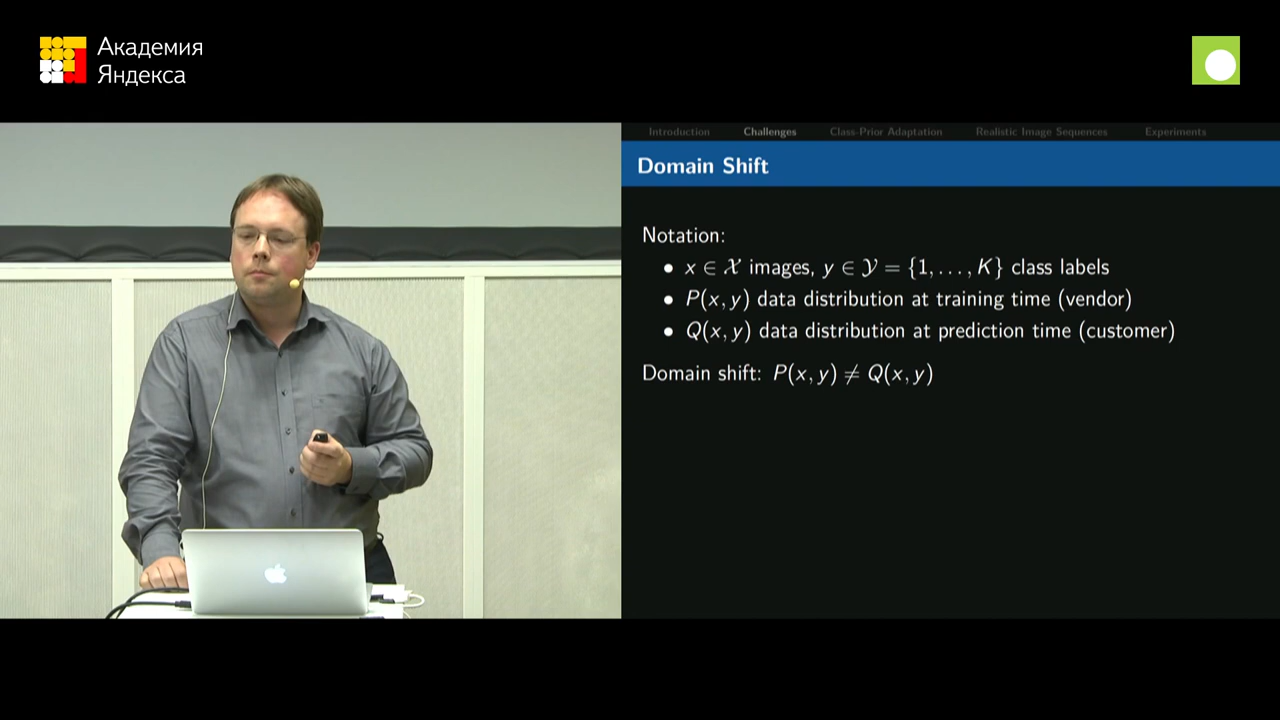 Академия
Яндекса
Introduction Challenges Class-Prior Adaptation Realistic Image Sequences Experiments
Domain Shift
Notation:
• x ∈ 𝒳 images, y ∈ 𝒴 = {1, . . . , K} class labels
• P(x, y) data distribution at training time (vendor)
• Q(x, y) data distribution at prediction time (customer)
Domain shift: P(x, y) ≠ Q(x, y)